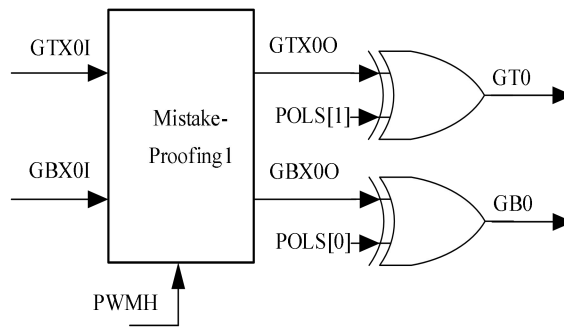 GTX0I
GTX0O
GT0
POLS[1]
Mistake-
Proofing1
GBX0I
GBX0O
GB0
POLS[0]
PWMH